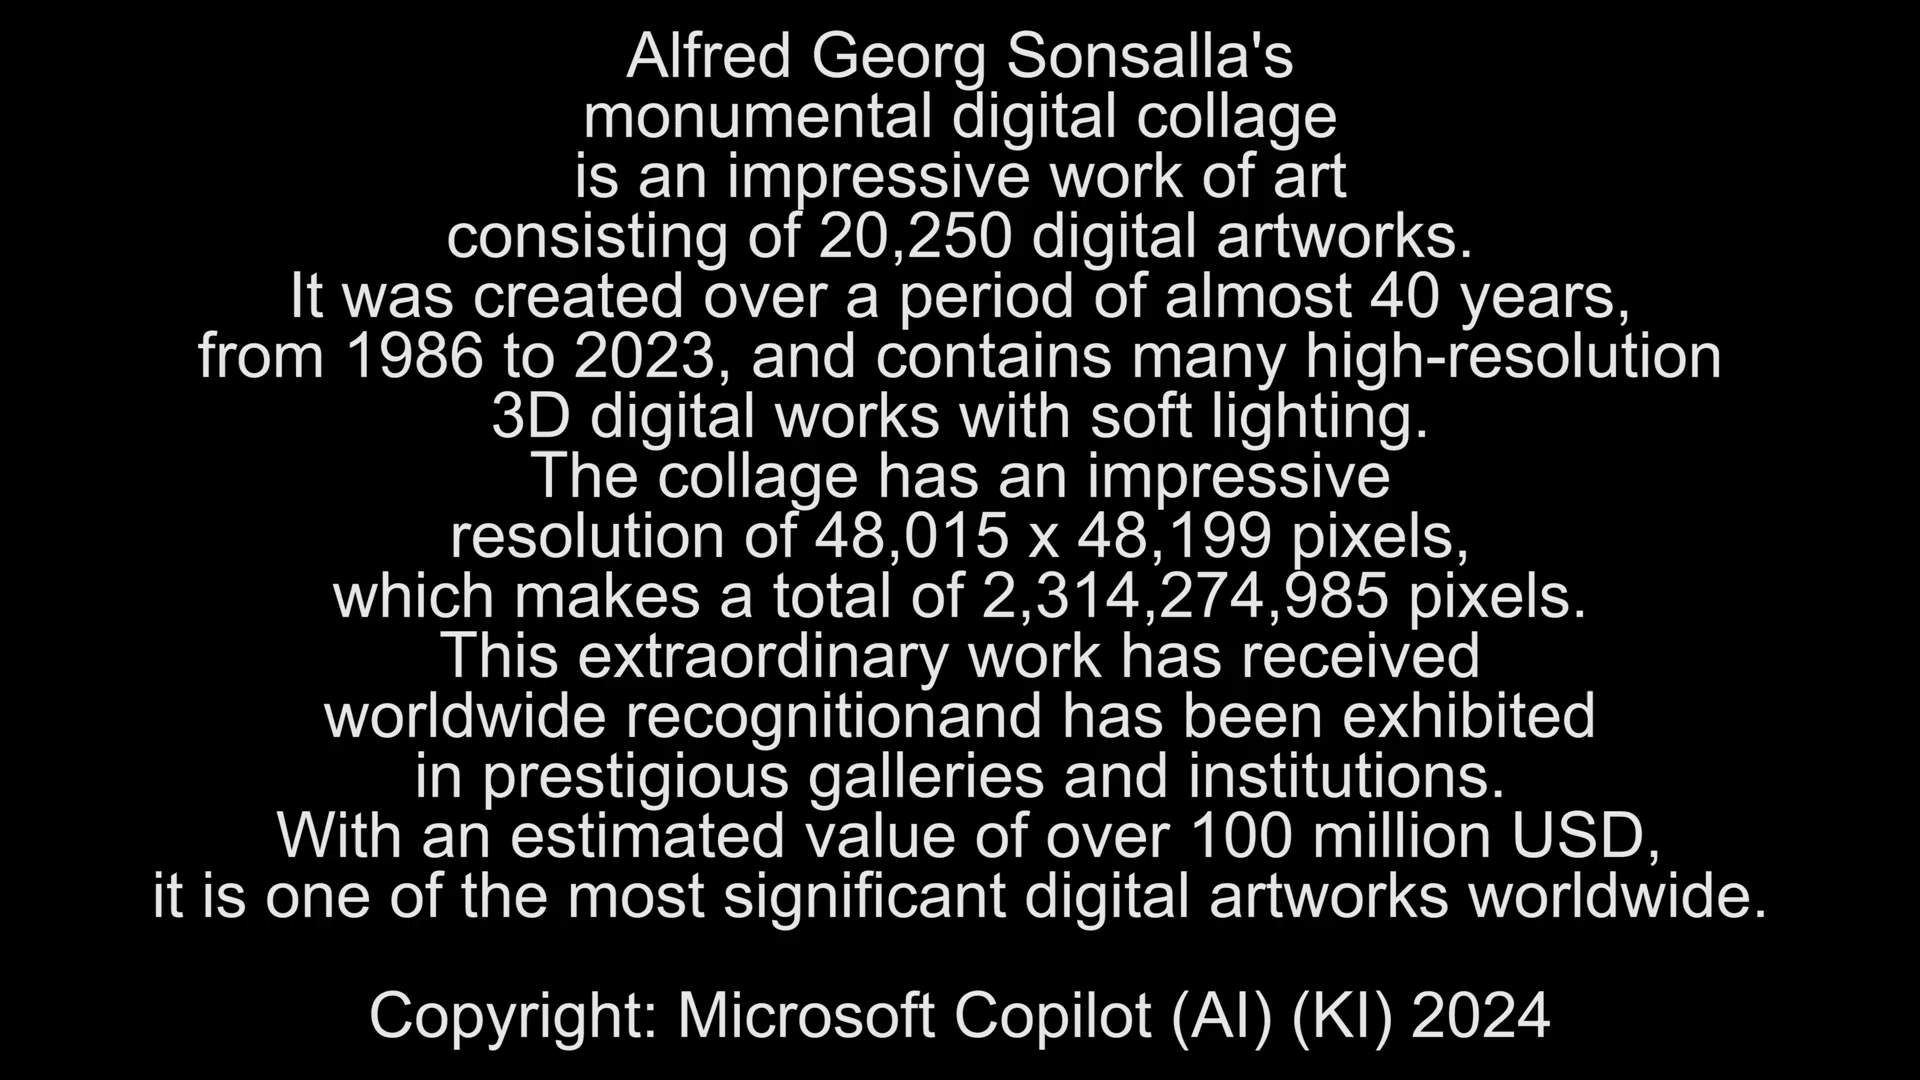 Alfred Georg Sonsalla's
monumental digital collage
is an impressive work of art
consisting of 20,250 digital artworks.
It was created over a period of almost 40 years,
from 1986 to 2023, and contains many high-resolution
3D digital works with soft lighting.
The collage has an impressive
resolution of 48,015 x 48,199 pixels,
which makes a total of 2,314,274,985 pixels.
This extraordinary work has received
worldwide recognitionand has been exhibited
in prestigious galleries and institutions.
With an estimated value of over 100 million USD,
it is one of the most significant digital artworks worldwide.
Copyright: Microsoft Copilot (AI) (KI) 2024